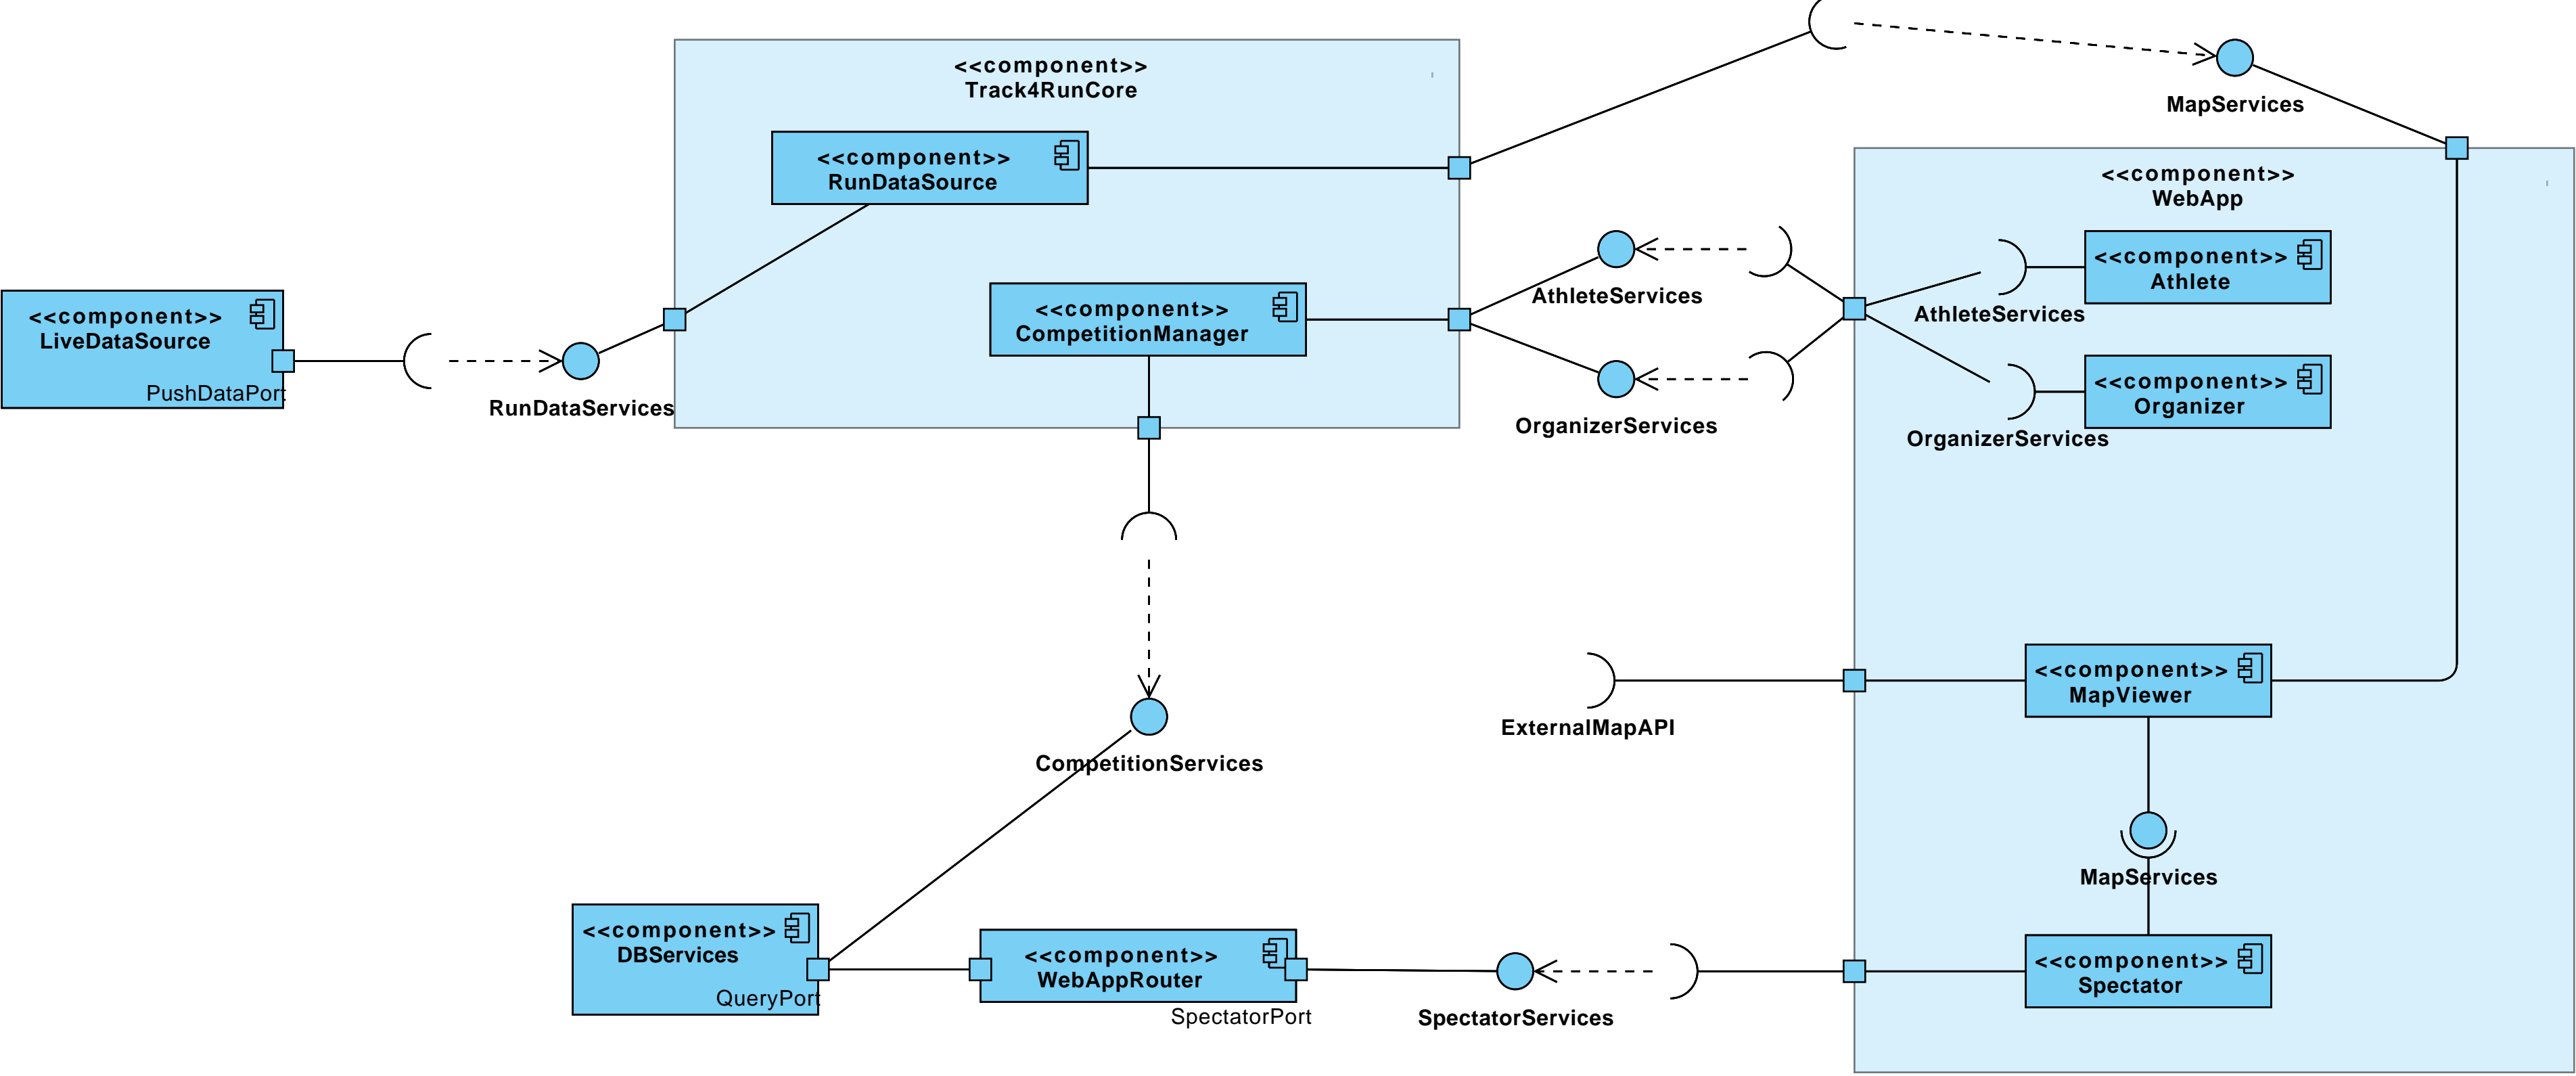 <<component>>
Track4RunCore
MapServices
<<component>>
RunDataSource
<<component>>
WebApp
<<component>>
Athlete
AthleteServices
AthleteServices
<<component>>
LiveDataSource
PushDataPort
<<component>>
CompetitionManager
RunDataServices
OrganizerServices
<<component>>
Organizer
OrganizerServices
<<component>>
MapViewer
ExternalMapAPI
CompetitionServices
MapServices
<<component>>
DBServices
QueryPort
<<component>>
WebAppRouter
SpectatorPort
SpectatorServices
<<component>>
Spectator